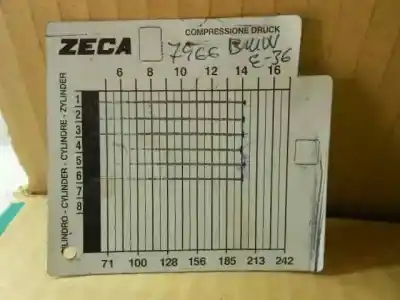 COMPRESSIONE DRUCK
ZECA 7966 BMW
E-36
6 8 10 12 14 16
CILINDRO - CYLINDER - CYLINDRE - ZYLINDER
1
2
3
4
5
6
7
8
71 100 128 156 185 213 242